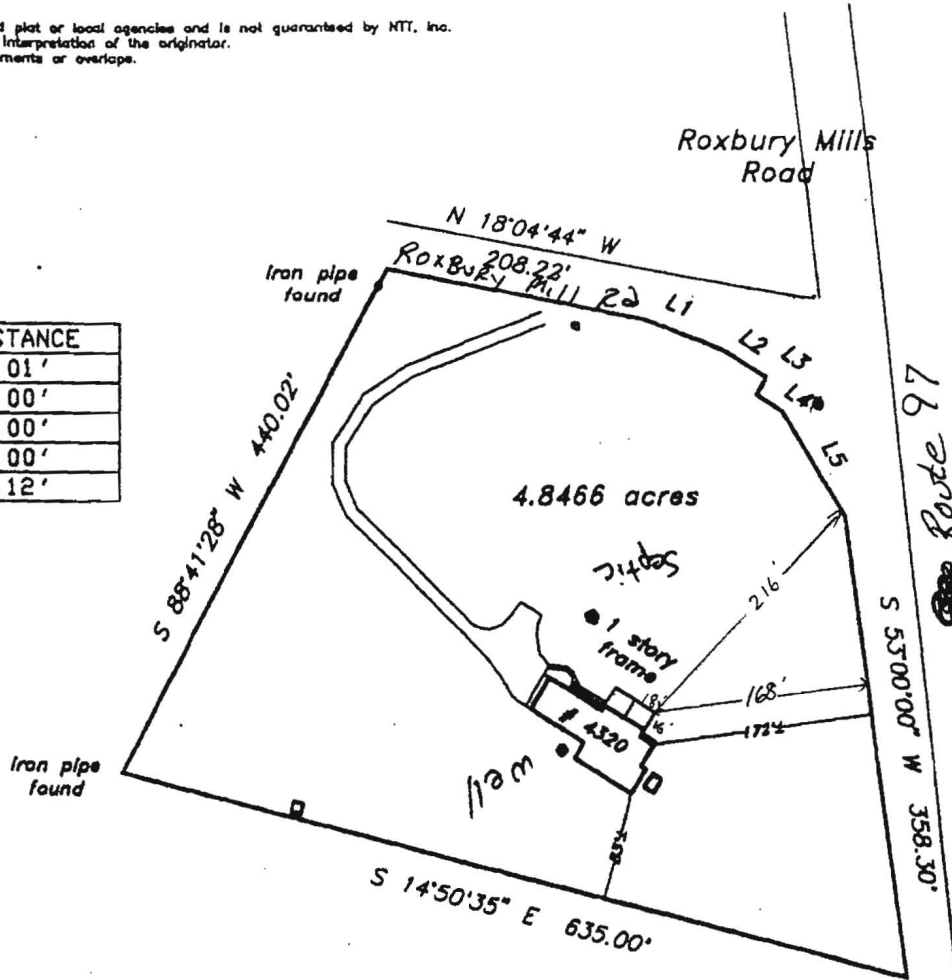 plat or local agencies and is not guaranteed by NTT, Inc.
Interpretation of the originator.
ments or overlaps.
Roxbury Mills
Road
N 18°04'44" W
208.22'
Roxbury Mill Rd
L1
L2
L3
L4
L5
Iron pipe
found
STANCE
01'
00'
00'
00'
12'
S 88°41'28" W 440.02'
4.8466 acres
Route 97
Septic
216'
1 story
frame
18'
16'
168'
172'±
# 4320
Well
S 53°00'00" W 358.30'
Iron pipe
found
S 14°50'35" E 635.00'